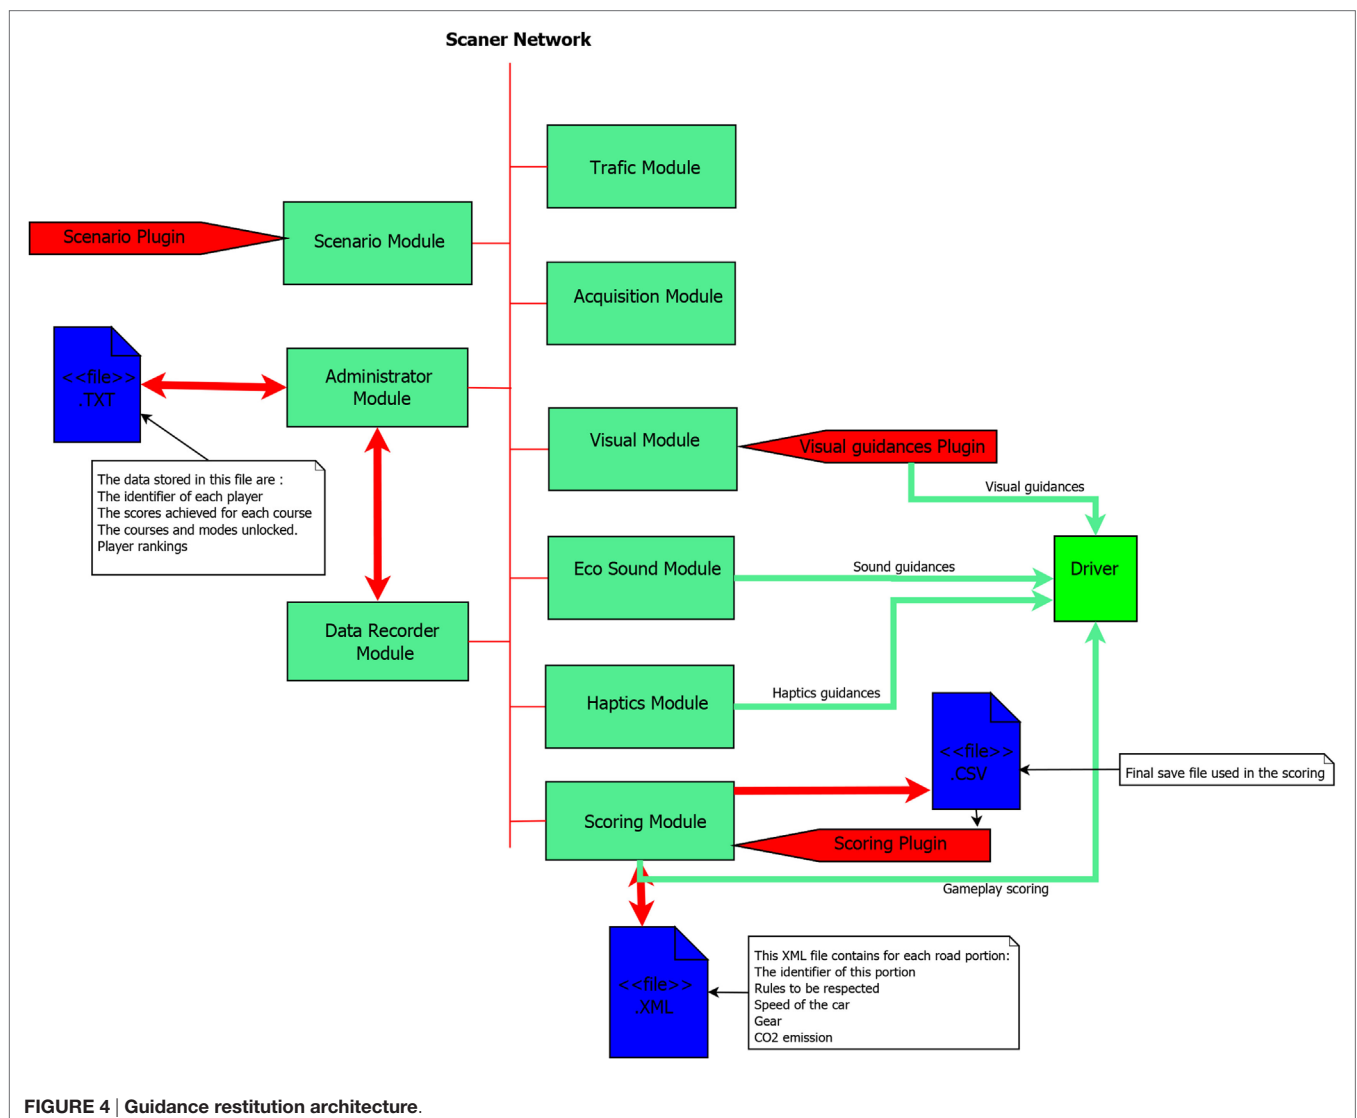 Scaner Network
Trafic Module
Scenario Plugin
Scenario Module
Acquisition Module
<<file>>
.TXT
Administrator
Module
The data stored in this file are :
The identifier of each player
The scores achieved for each course
The courses and modes unlocked.
Player rankings
Visual Module
Visual guidances Plugin
Visual guidances
Eco Sound Module
Sound guidances
Driver
Data Recorder
Module
Haptics Module
Haptics guidances
<<file>>
.CSV
Final save file used in the scoring
Scoring Module
Scoring Plugin
Gameplay scoring
<<file>>
.XML
This XML file contains for each road portion:
The identifier of this portion
Rules to be respected
Speed of the car
Gear
CO2 emission
FIGURE 4 | Guidance restitution architecture.